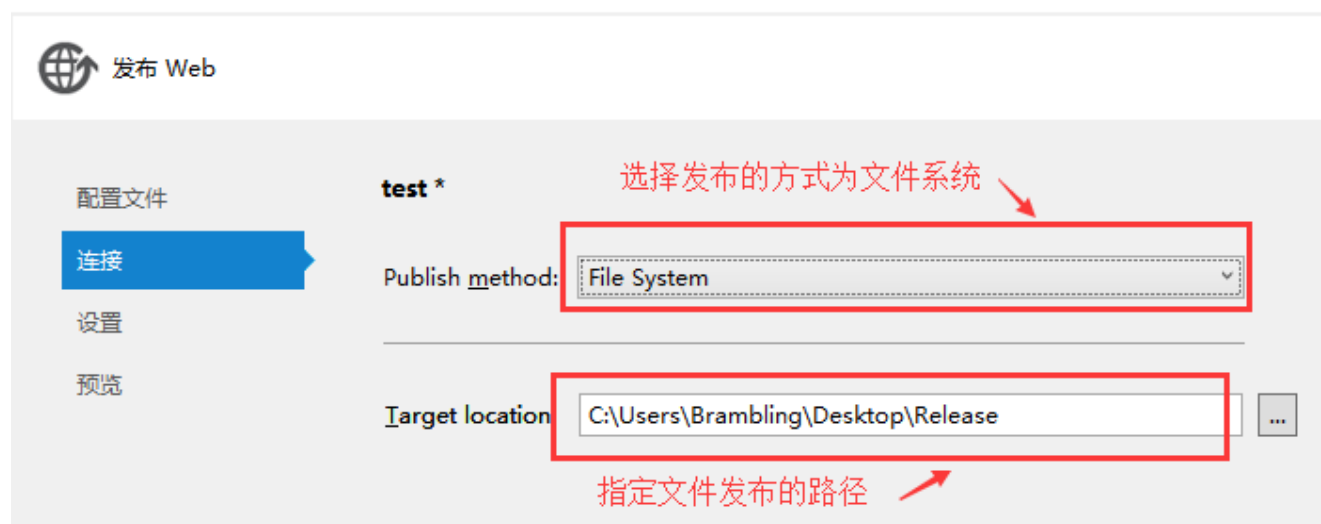 发布 Web
配置文件
连接
设置
预览
test *
选择发布的方式为文件系统
Publish method:
File System
Target location
C:\Users\Brambling\Desktop\Release
...
指定文件发布的路径